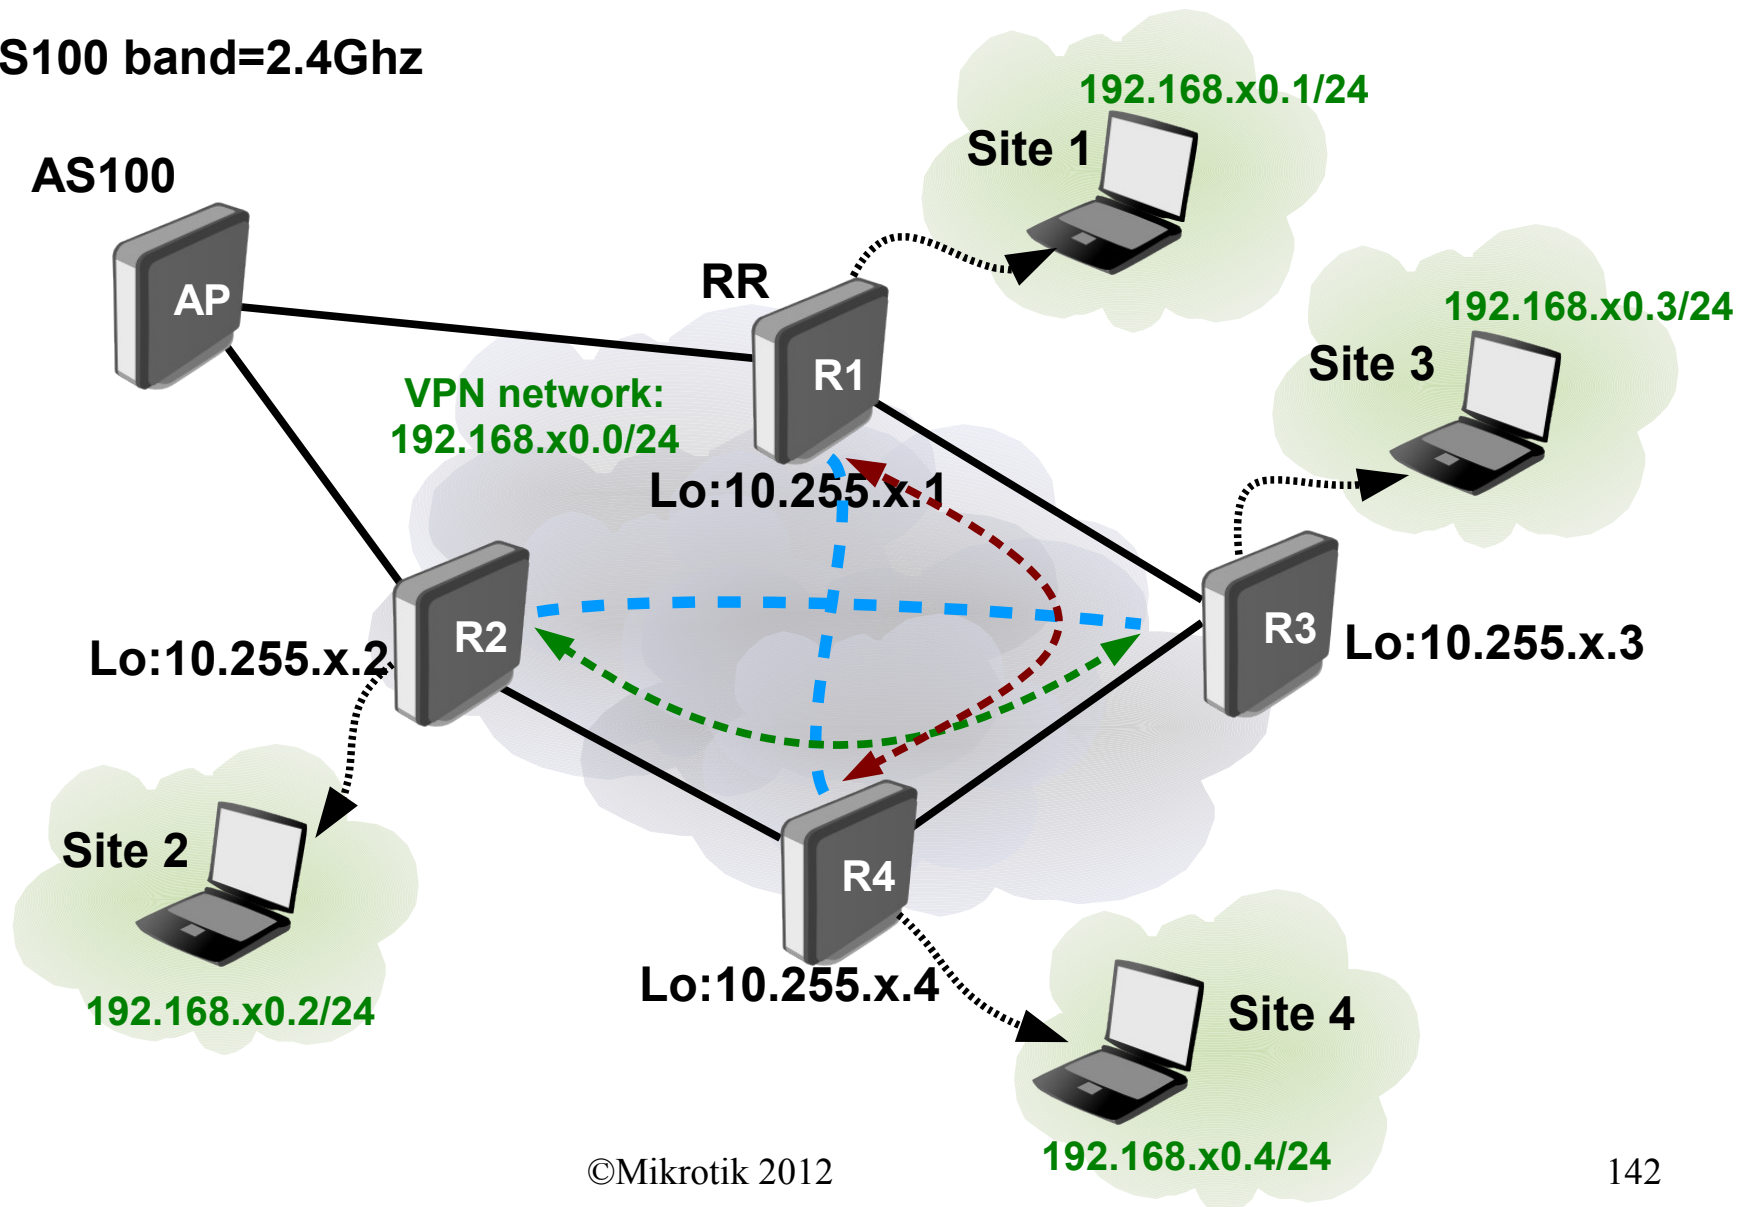 S100 band=2.4Ghz
192.168.x0.1/24
Site 1
AS100
AP
RR
192.168.x0.3/24
Site 3
R1
VPN network:
192.168.x0.0/24
Lo:10.255.x.1
R2
R3
Lo:10.255.x.2
Lo:10.255.x.3
Site 2
R4
Lo:10.255.x.4
192.168.x0.2/24
Site 4
192.168.x0.4/24
©Mikrotik 2012
142